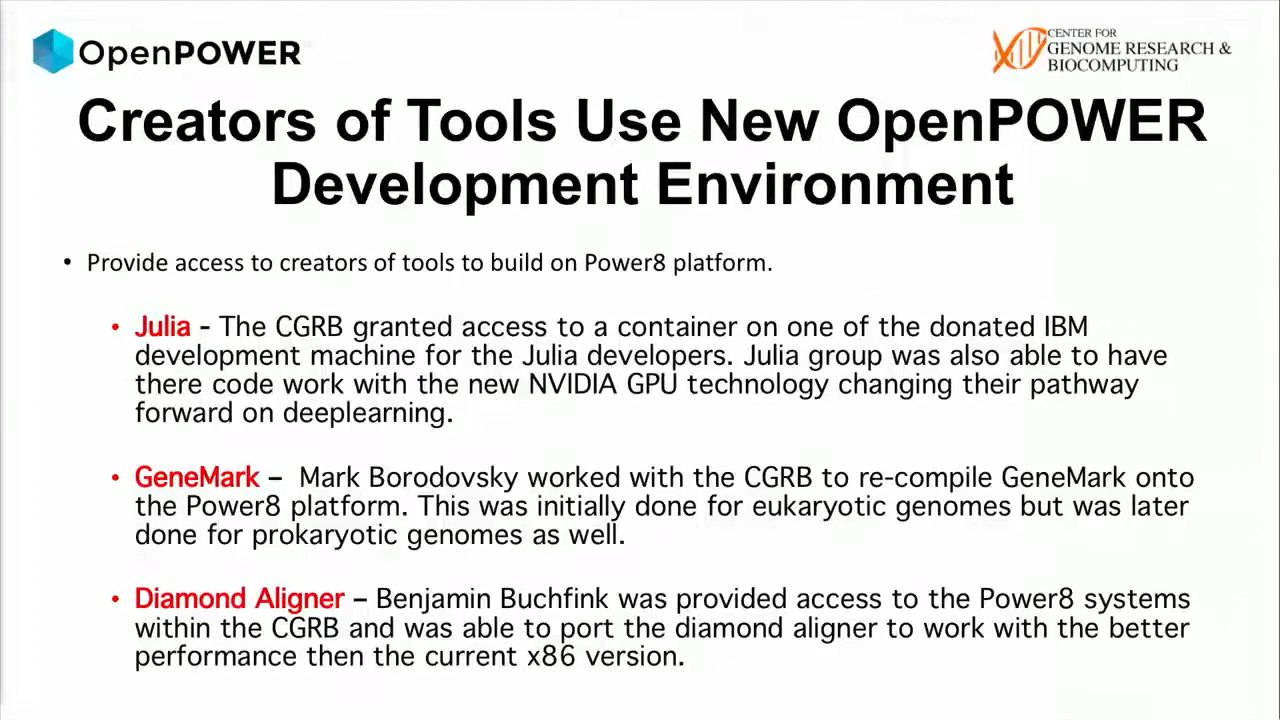 OpenPOWER
CENTER FOR
GENOME RESEARCH &
BIOCOMPUTING
Creators of Tools Use New OpenPOWER
Development Environment
• Provide access to creators of tools to build on Power8 platform.
• Julia - The CGRB granted access to a container on one of the donated IBM
development machine for the Julia developers. Julia group was also able to have
there code work with the new NVIDIA GPU technology changing their pathway
forward on deeplearning.
• GeneMark – Mark Borodovsky worked with the CGRB to re-compile GeneMark onto
the Power8 platform. This was initially done for eukaryotic genomes but was later
done for prokaryotic genomes as well.
• Diamond Aligner – Benjamin Buchfink was provided access to the Power8 systems
within the CGRB and was able to port the diamond aligner to work with the better
performance then the current x86 version.